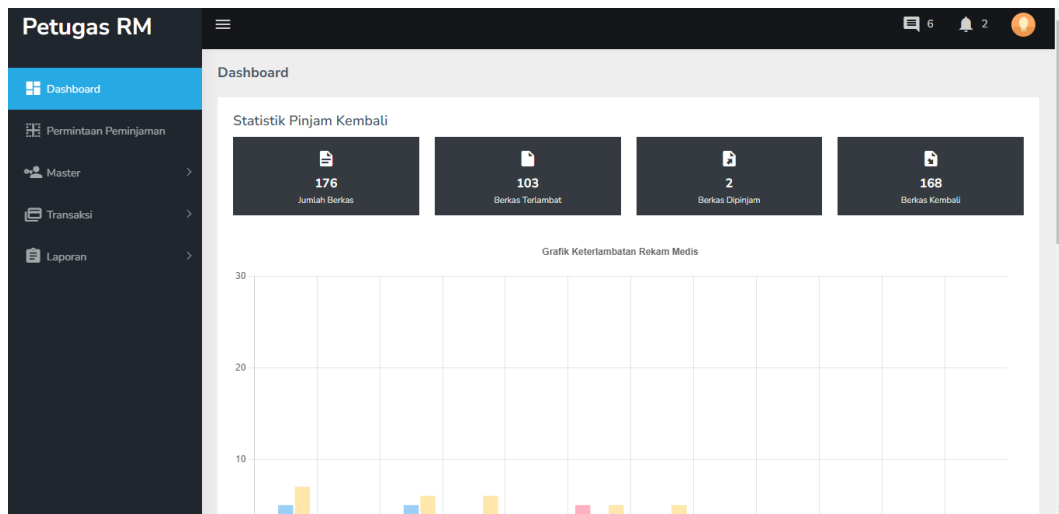 Petugas RM
6
2
Dashboard
Dashboard
Permintaan Peminjaman
Master
Transaksi
Laporan
Statistik Pinjam Kembali
176
Jumlah Berkas
103
Berkas Terlambat
2
Berkas Dipinjam
168
Berkas Kembali
Grafik Keterlambatan Rekam Medis
30
20
10